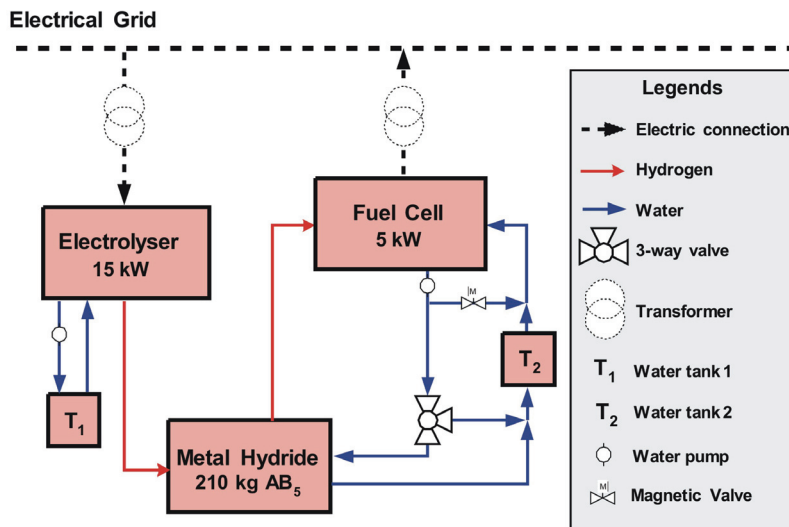 Electrical Grid
Electrolyser
15 kW
Fuel Cell
5 kW
M
T₂
T₁
Metal Hydride
210 kg AB₅
Legends
Electric connection
Hydrogen
Water
3-way valve
Transformer
T₁ Water tank 1
T₂ Water tank 2
Water pump
M Magnetic Valve